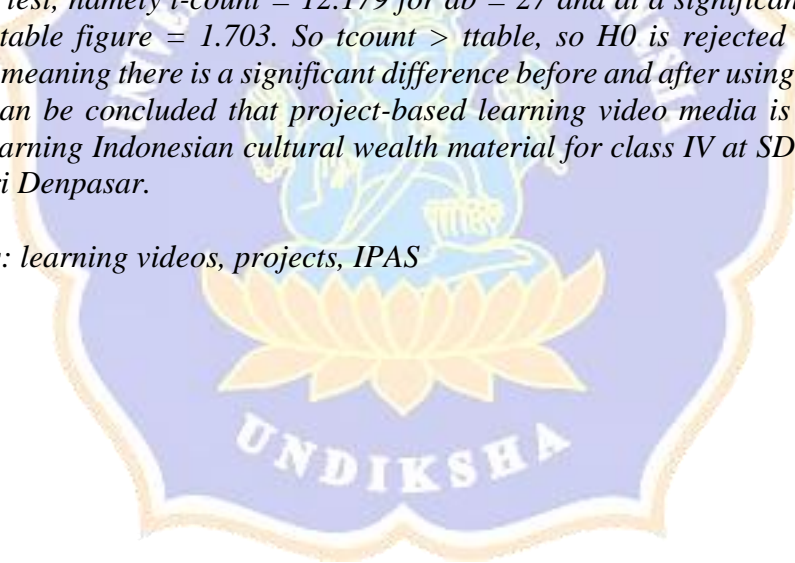 test, namely t-count = 12.179 for db = 27 and at a significan
table figure = 1.703. So tcount > ttable, so H0 is rejected
meaning there is a significant difference before and after using
an be concluded that project-based learning video media is
arning Indonesian cultural wealth material for class IV at SD
ri Denpasar.
: learning videos, projects, IPAS
UNDIKSHA